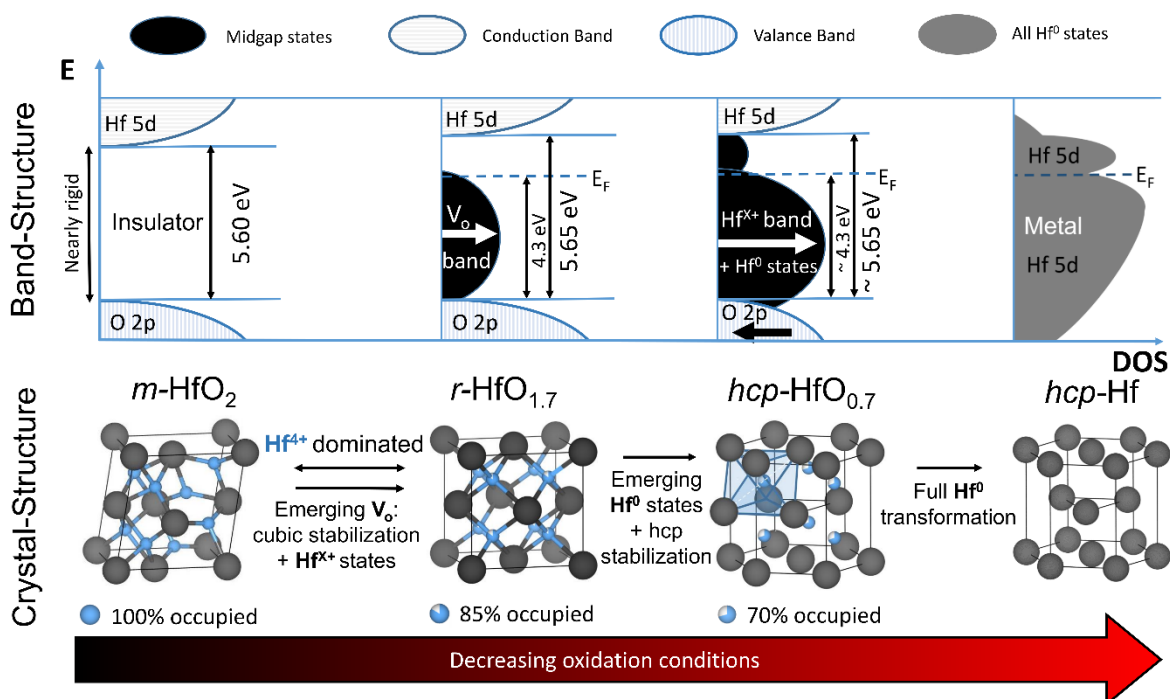 Midgap states
Conduction Band
Valance Band
All Hf⁰ states
E
Band-Structure
Nearly rigid
Hf 5d
Insulator
5.60 eV
O 2p
Hf 5d
E_F
V_o
band
4.3 eV
5.65 eV
O 2p
Hf 5d
E_F
Hf^X+ band
+ Hf⁰ states
~ 4.3 eV
~ 5.65 eV
O 2p
Hf 5d
E_F
Metal
Hf 5d
DOS
Crystal-Structure
m-HfO₂
r-HfO₁.₇
hcp-HfO₀.₇
hcp-Hf
Hf⁴⁺ dominated
Emerging V_o:
cubic stabilization
+ Hf^X+ states
Emerging
Hf⁰ states
+ hcp
stabilization
Full Hf⁰
transformation
100% occupied
85% occupied
70% occupied
Decreasing oxidation conditions